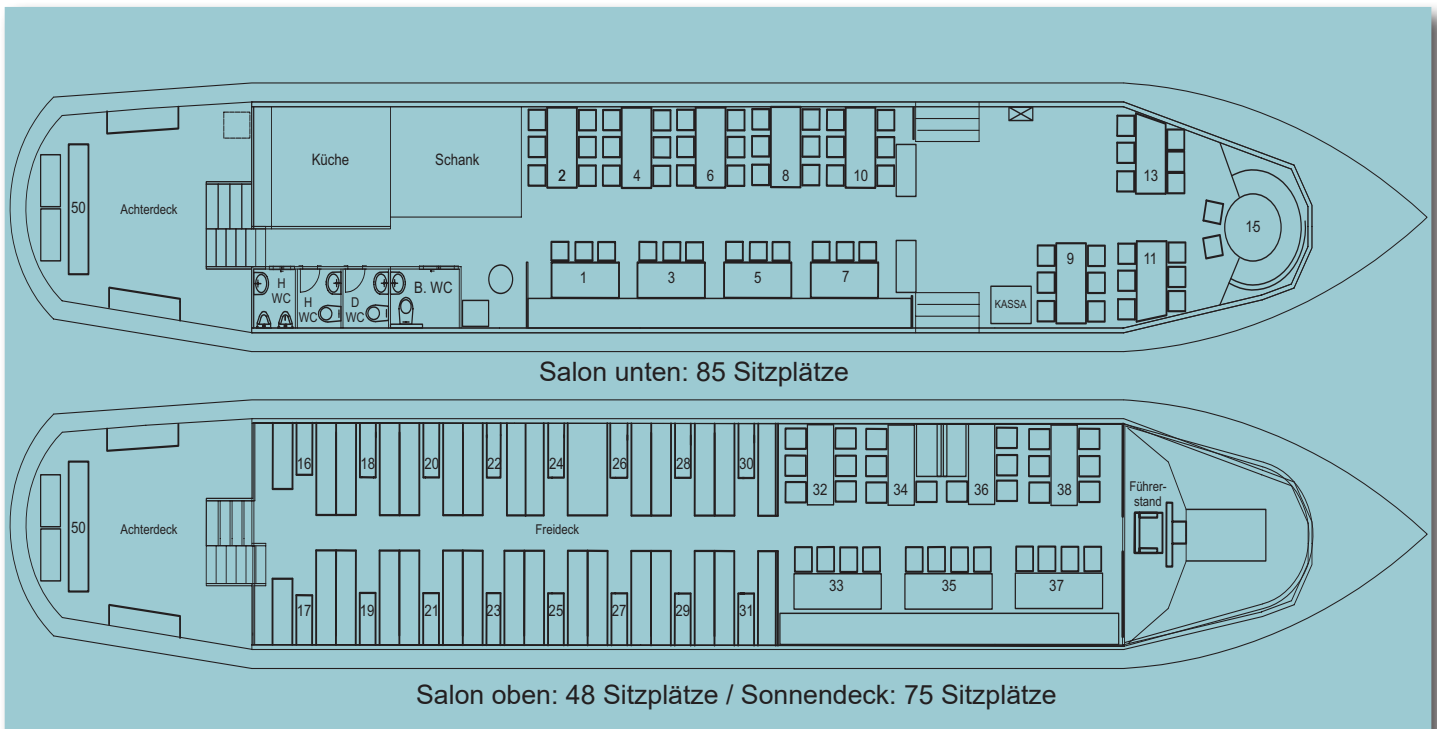 Küche
Schank
2
4
6
8
10
13
50
Achterdeck
15
H
WC
H
WC
D
WC
B. WC
1
3
5
7
9
11
KASSA
Salon unten: 85 Sitzplätze
16
18
20
22
24
26
28
30
32
34
36
38
Führer-
stand
50
Achterdeck
Freideck
17
19
21
23
25
27
29
31
33
35
37
Salon oben: 48 Sitzplätze / Sonnendeck: 75 Sitzplätze